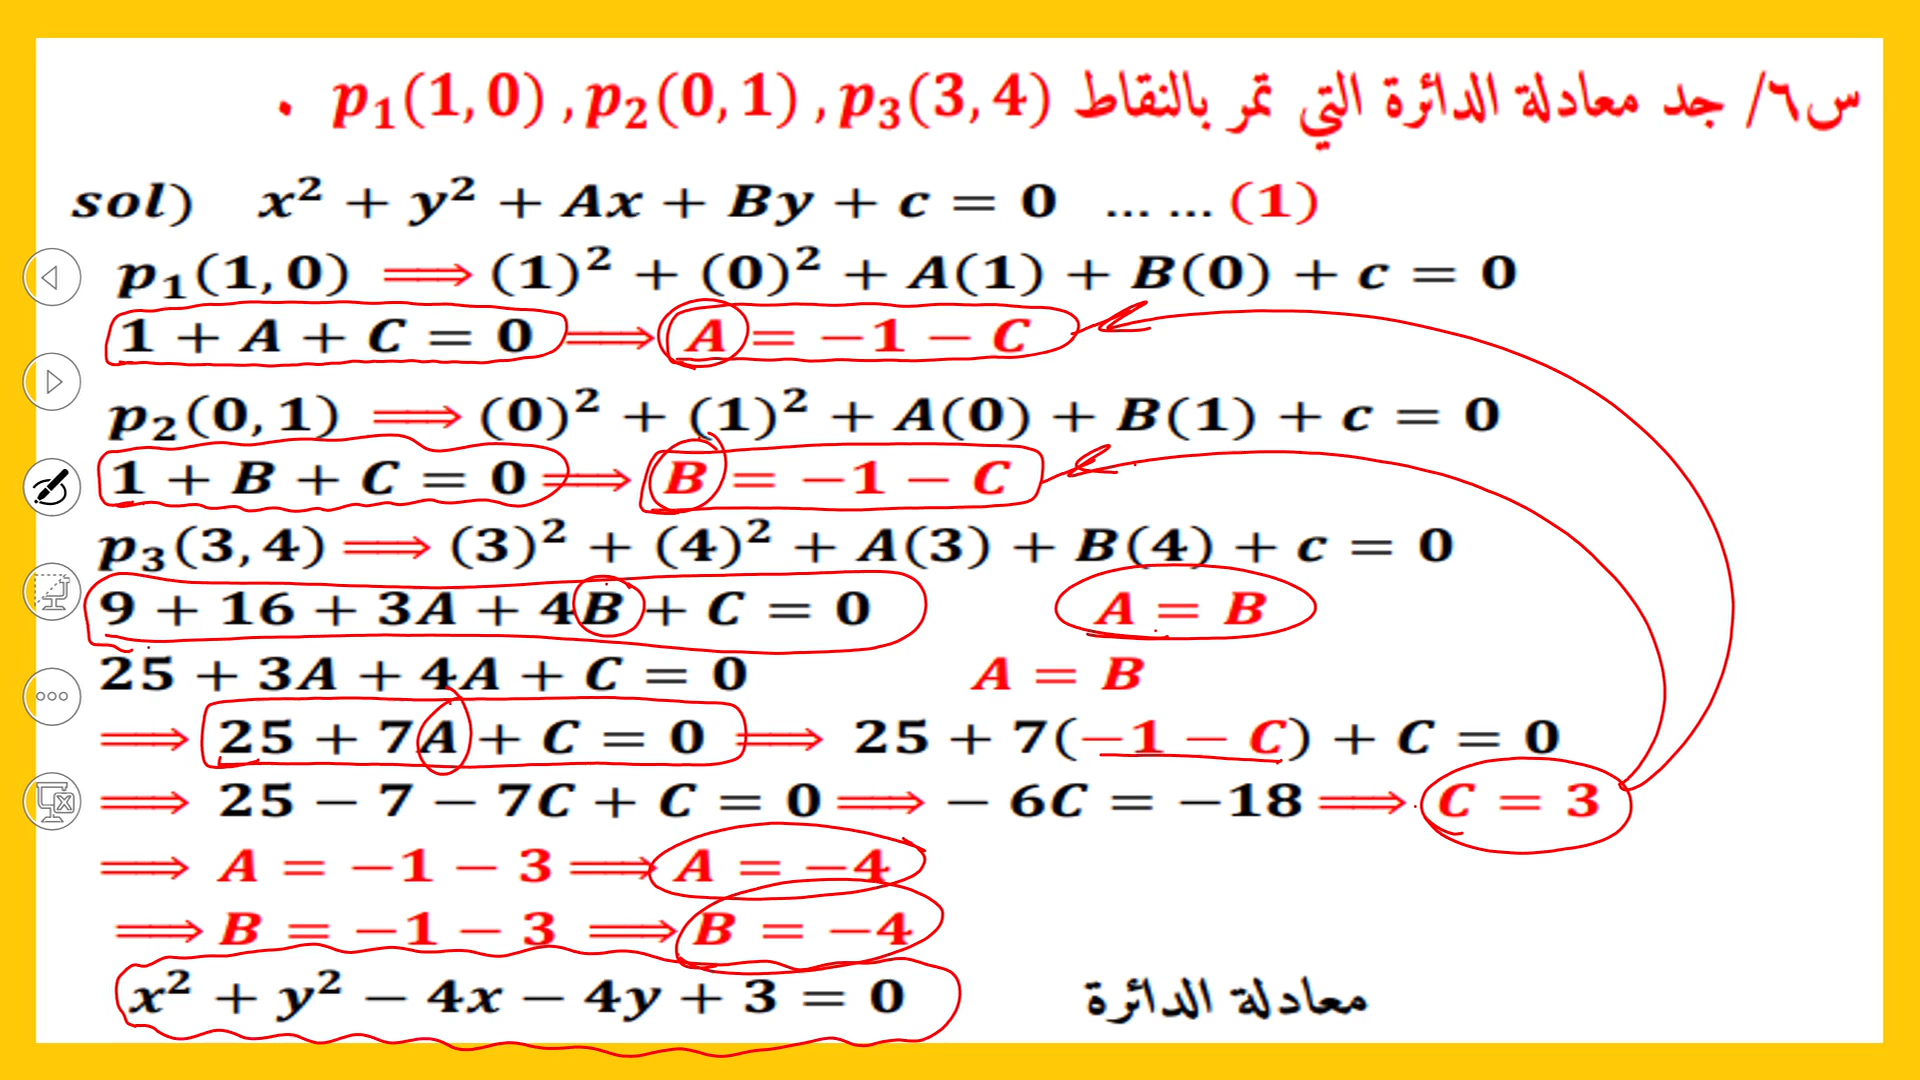 س٦/ جد معادلة الدائرة التي تمر بالنقاط p₁(1,0) , p₂(0,1) , p₃(3,4) .
sol) x² + y² + Ax + By + c = 0 ... ... (1)
p₁(1,0) ⟹ (1)² + (0)² + A(1) + B(0) + c = 0
1 + A + C = 0 ⟹ A = −1 − C
p₂(0,1) ⟹ (0)² + (1)² + A(0) + B(1) + c = 0
1 + B + C = 0 ⟹ B = −1 − C
p₃(3,4) ⟹ (3)² + (4)² + A(3) + B(4) + c = 0
9 + 16 + 3A + 4B + C = 0 A = B
25 + 3A + 4A + C = 0 A = B
⟹ 25 + 7A + C = 0 ⟹ 25 + 7(−1 − C) + C = 0
⟹ 25 − 7 − 7C + C = 0 ⟹ − 6C = −18 ⟹ C = 3
⟹ A = −1 − 3 ⟹ A = −4
⟹ B = −1 − 3 ⟹ B = −4
x² + y² − 4x − 4y + 3 = 0 معادلة الدائرة